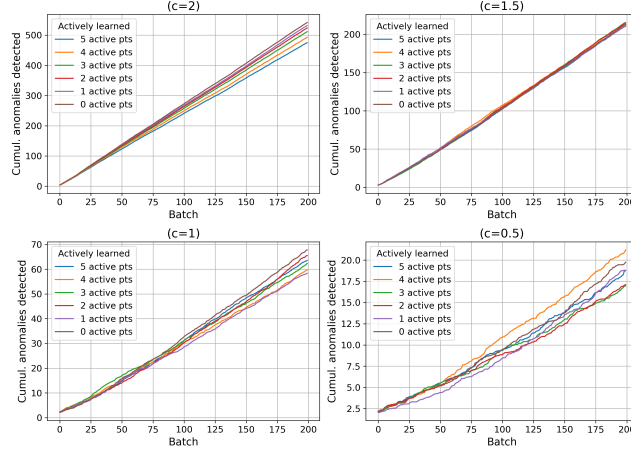 (c=2)
Cumul. anomalies detected
500
400
300
200
100
0
Actively learned
5 active pts
4 active pts
3 active pts
2 active pts
1 active pts
0 active pts
0 25 50 75 100 125 150 175 200
Batch
(c=1.5)
Cumul. anomalies detected
200
150
100
50
0
Actively learned
5 active pts
4 active pts
3 active pts
2 active pts
1 active pts
0 active pts
0 25 50 75 100 125 150 175 200
Batch
(c=1)
Cumul. anomalies detected
70
60
50
40
30
20
10
0
Actively learned
5 active pts
4 active pts
3 active pts
2 active pts
1 active pts
0 active pts
0 25 50 75 100 125 150 175 200
Batch
(c=0.5)
Cumul. anomalies detected
20.0
17.5
15.0
12.5
10.0
7.5
5.0
2.5
Actively learned
5 active pts
4 active pts
3 active pts
2 active pts
1 active pts
0 active pts
0 25 50 75 100 125 150 175 200
Batch